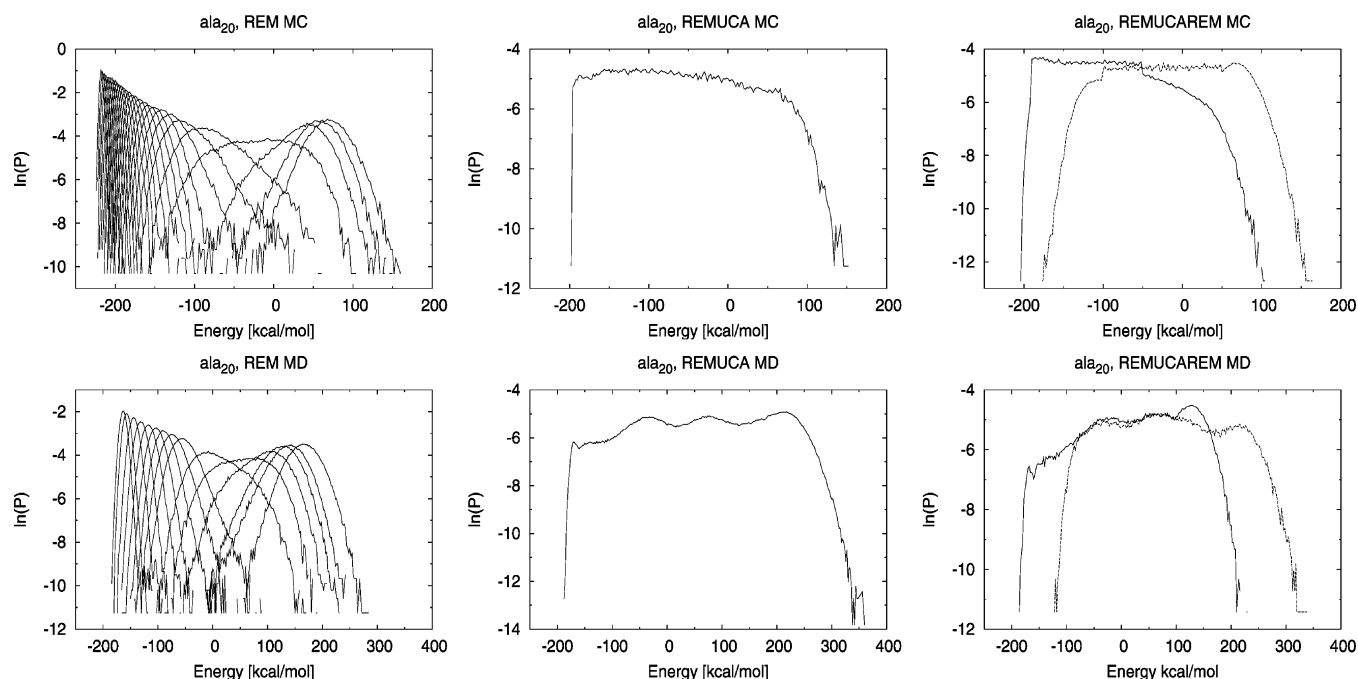 ala20, REM MC
ln(P)
0
-2
-4
-6
-8
-10
-200 -100 0 100 200
Energy [kcal/mol]
ala20, REMUCA MC
ln(P)
-4
-6
-8
-10
-12
-200 -100 0 100 200
Energy [kcal/mol]
ala20, REMUCAREM MC
ln(P)
-4
-6
-8
-10
-12
-200 -100 0 100 200
Energy [kcal/mol]
ala20, REM MD
ln(P)
-2
-4
-6
-8
-10
-12
-200 -100 0 100 200 300 400
Energy [kcal/mol]
ala20, REMUCA MD
ln(P)
-4
-6
-8
-10
-12
-14
-200 -100 0 100 200 300 400
Energy [kcal/mol]
ala20, REMUCAREM MD
ln(P)
-4
-6
-8
-10
-12
-200 -100 0 100 200 300 400
Energy kcal/mol